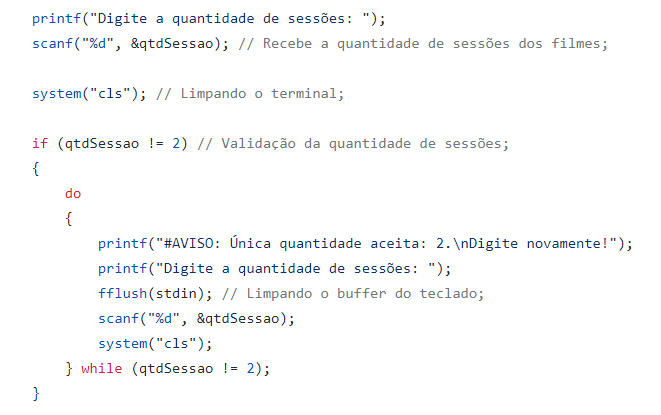 printf("Digite a quantidade de sessões: ");
scanf("%d", &qtdSessao); // Recebe a quantidade de sessões dos filmes;

system("cls"); // Limpando o terminal;

if (qtdSessao != 2) // Validação da quantidade de sessões;
{
    do
    {
        printf("#AVISO: Única quantidade aceita: 2.\nDigite novamente!");
        printf("Digite a quantidade de sessões: ");
        fflush(stdin); // Limpando o buffer do teclado;
        scanf("%d", &qtdSessao);
        system("cls");
    } while (qtdSessao != 2);
}